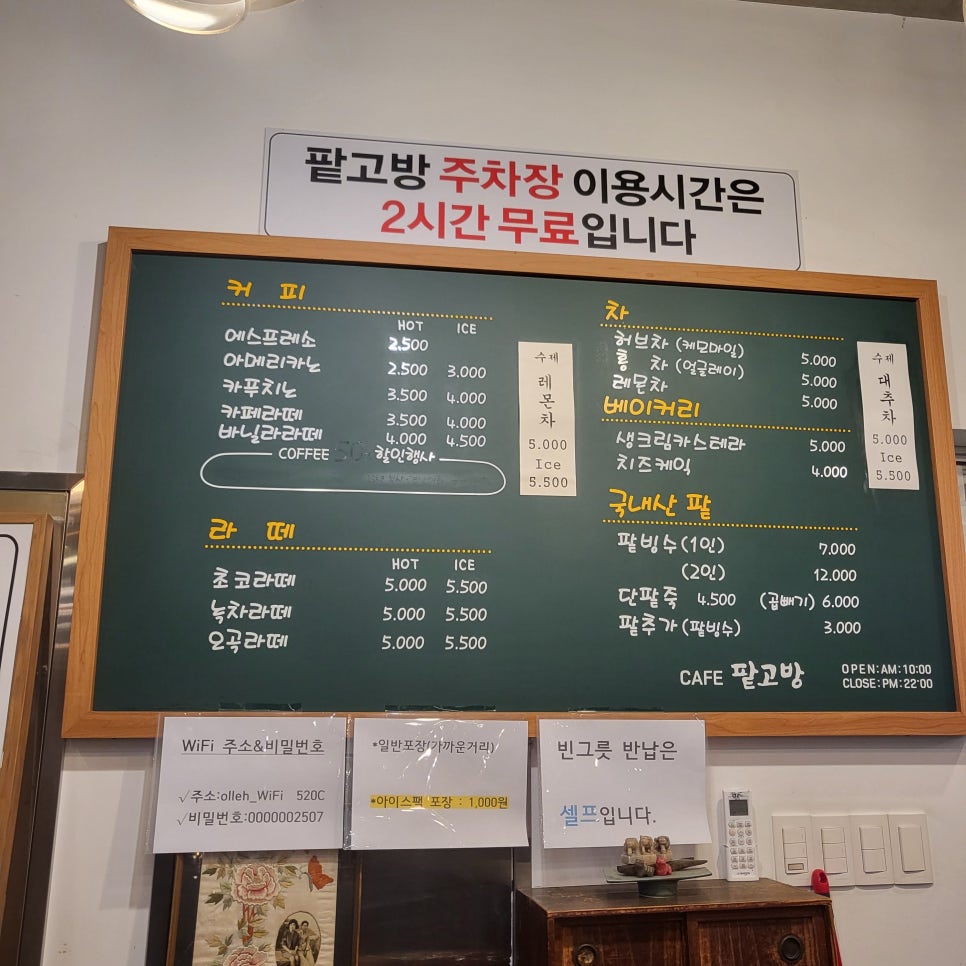 팥고방 주차장 이용시간은
2시간 무료입니다
커 피
HOT ICE
에스프레소 2.500
아메리카노 2.500 3.000
카푸치노 3.500 4.000
카페라떼 3.500 4.000
바닐라라떼 4.000 4.500
COFFEE 50 할인행사
라 떼
HOT ICE
초코라떼 5.000 5.500
녹차라떼 5.000 5.500
오곡라떼 5.000 5.500
수제
레
몬
차
5.000
Ice
5.500
차
허브차 (케모마일) 5.000
홍 차 (얼글레이) 5.000
레몬차 5.000
베이커리
생크림카스테라 5.000
치즈케익 4.000
국내산 팥
팥빙수(1인) 7.000
(2인) 12.000
단팥죽 4.500 (곱빼기) 6.000
팥추가(팥빙수) 3.000
CAFE 팥고방
OPEN:AM:10:00
CLOSE:PM:22:00
수제
대
추
차
5.000
Ice
5.500
WiFi 주소&비밀번호
✓주소:olleh_WiFi 520C
✓비밀번호:0000002507
*일반포장(가까운거리)
*아이스팩 포장 : 1,000원
빈그릇 반납은
셀프입니다.